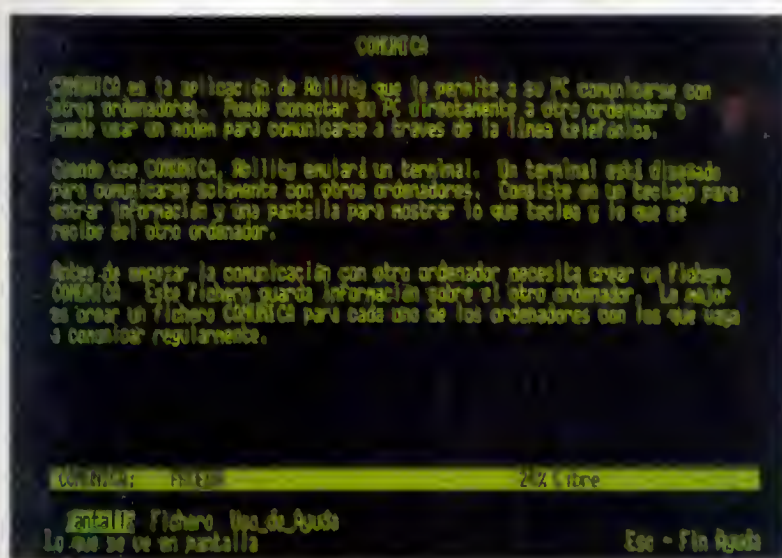 COMUNICA
COMUNICA es la aplicación de Ability que le permite a su PC comunicarse con
otros ordenadores. Puede conectar su PC directamente a otro ordenador o
puede usar un modem para comunicarse a traves de la línea telefónica.
Cuando use COMUNICA, Ability emulará un terminal. Un terminal está diseñado
para comunicarse solamente con otros ordenadores. Consiste en un teclado para
entrar información y una pantalla para mostrar lo que teclea y lo que se
recibe del otro ordenador.
Antes de empezar la comunicación con otro ordenador necesita crear un fichero
COMUNICA. Este fichero guarda información sobre el otro ordenador. Lo mejor
es crear un fichero COMUNICA para cada uno de los ordenadores con los que vaya
a comunicar regularmente.
COMUNICA: Libre
Pantalla Fichero Uso_de_Ayuda
Lo que se ve en pantalla Esc - Fin Ayuda